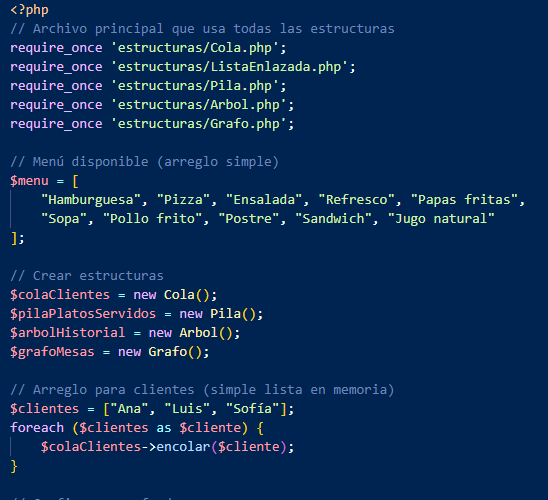 <?php
// Archivo principal que usa todas las estructuras
require_once 'estructuras/Cola.php';
require_once 'estructuras/ListaEnlazada.php';
require_once 'estructuras/Pila.php';
require_once 'estructuras/Arbol.php';
require_once 'estructuras/Grafo.php';

// Menú disponible (arreglo simple)
$menu = [
    "Hamburguesa", "Pizza", "Ensalada", "Refresco", "Papas fritas",
    "Sopa", "Pollo frito", "Postre", "Sandwich", "Jugo natural"
];

// Crear estructuras
$colaClientes = new Cola();
$pilaPlatosServidos = new Pila();
$arbolHistorial = new Arbol();
$grafoMesas = new Grafo();

// Arreglo para clientes (simple lista en memoria)
$clientes = ["Ana", "Luis", "Sofía"];
foreach ($clientes as $cliente) {
    $colaClientes->encolar($cliente);
}